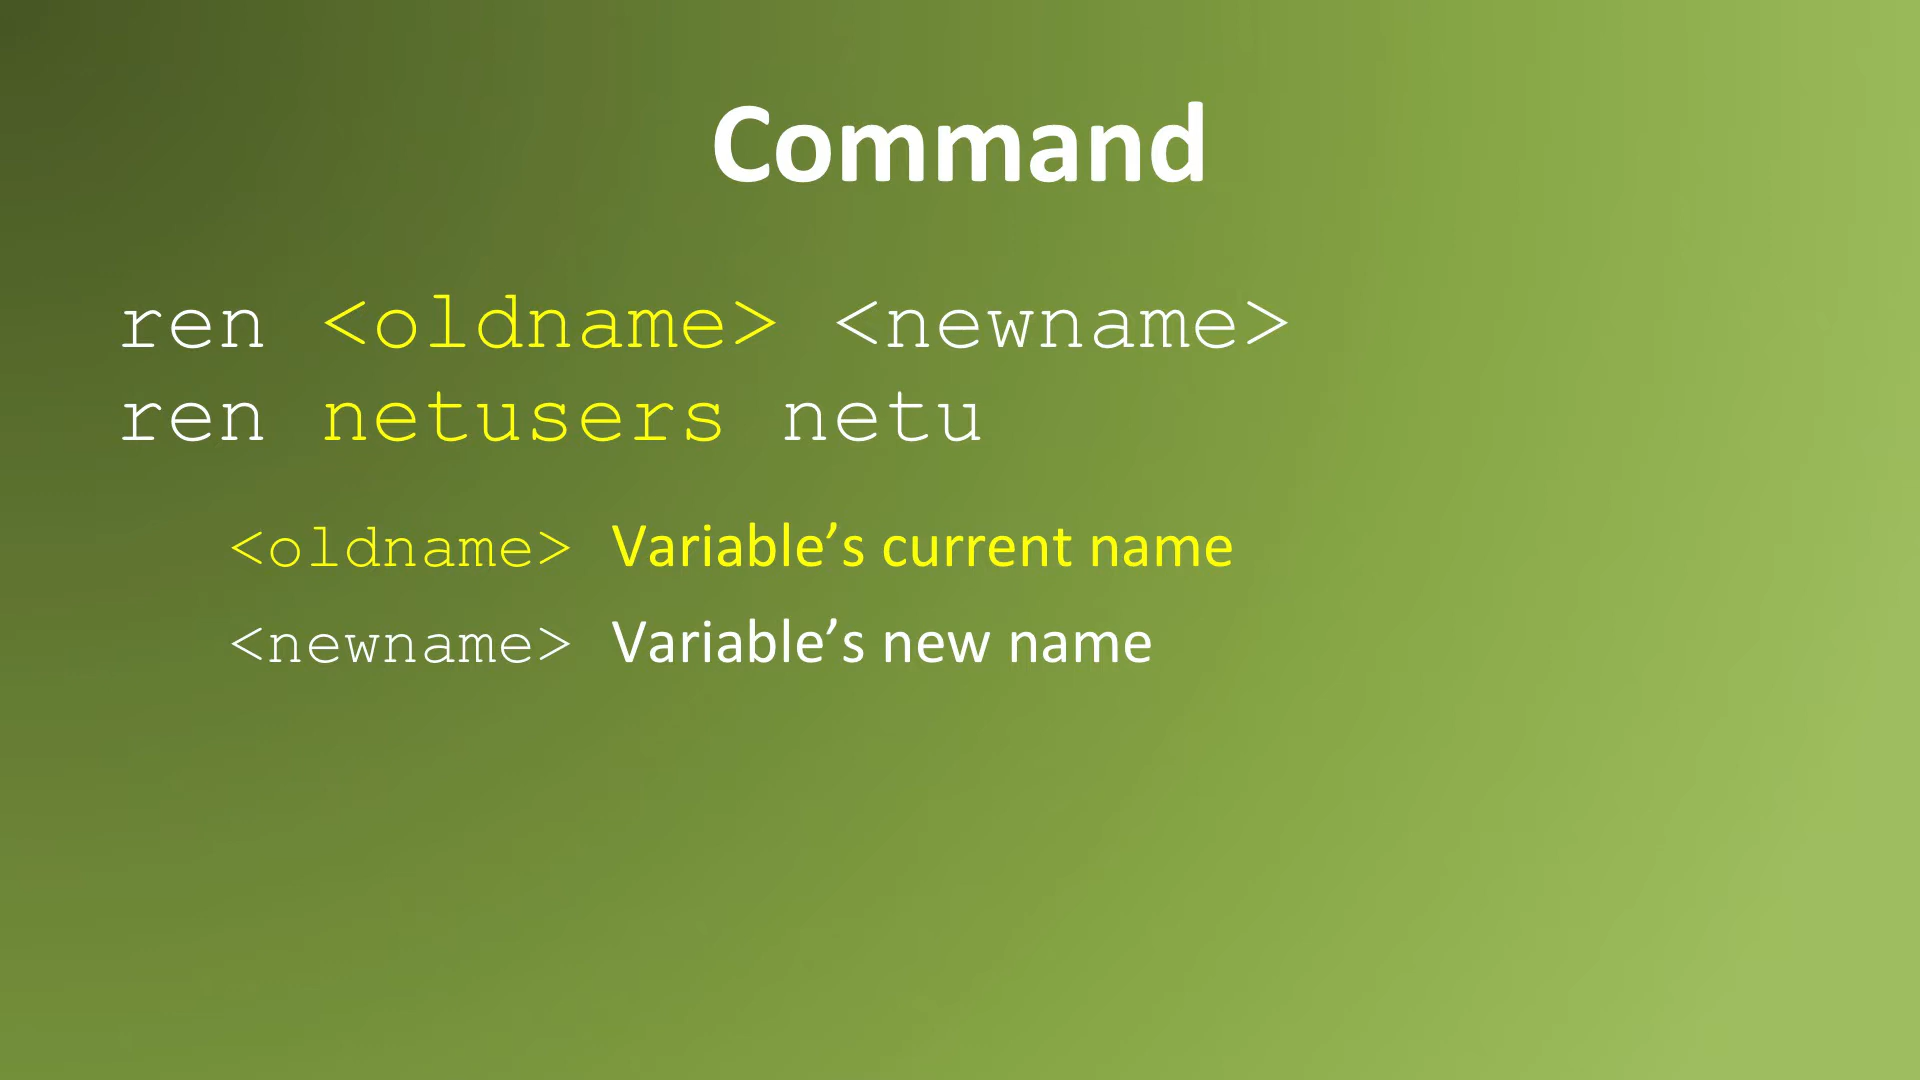 Command
ren <oldname> <newname>
ren netusers netu
<oldname> Variable’s current name
<newname> Variable’s new name